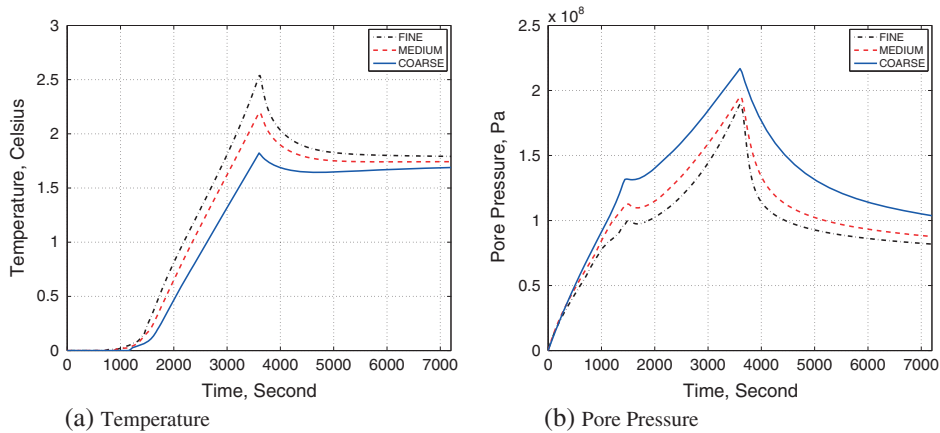 3
2.5
2
1.5
1
0.5
0
0 1000 2000 3000 4000 5000 6000 7000
Temperature, Celsius
Time, Second
FINE
MEDIUM
COARSE
(a) Temperature
x 10^8
2.5
2
1.5
1
0.5
0
0 1000 2000 3000 4000 5000 6000 7000
Pore Pressure, Pa
Time, Second
FINE
MEDIUM
COARSE
(b) Pore Pressure